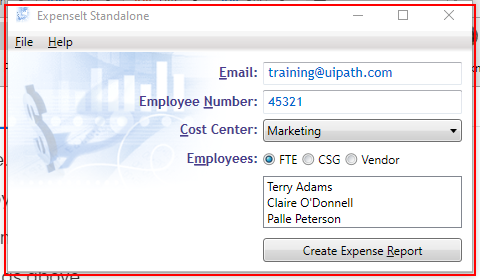 ExpenseIt Standalone
File Help
Email: training@uipath.com
Employee Number: 45321
Cost Center: Marketing
Employees: FTE CSG Vendor
Terry Adams
Claire O'Donnell
Palle Peterson
Create Expense Report